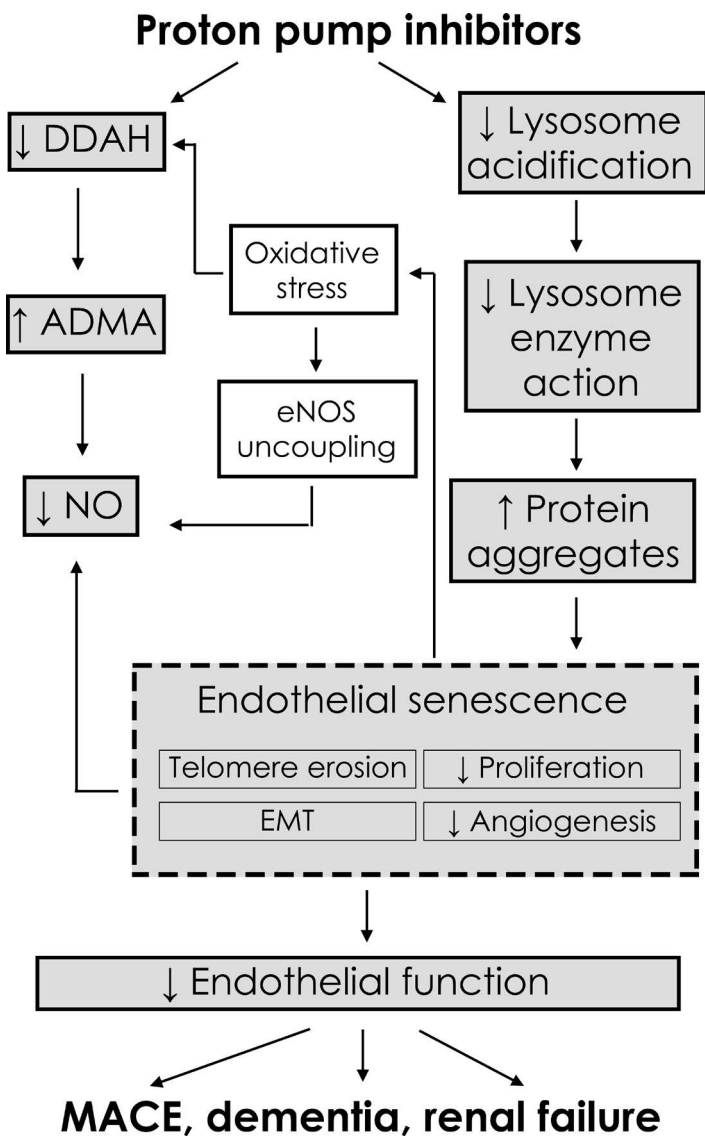 Proton pump inhibitors
↓ DDAH
↓ Lysosome
acidification
Oxidative
stress
↑ ADMA
↓ Lysosome
enzyme
action
eNOS
uncoupling
↓ NO
↑ Protein
aggregates
Endothelial senescence
Telomere erosion
↓ Proliferation
EMT
↓ Angiogenesis
↓ Endothelial function
MACE, dementia, renal failure